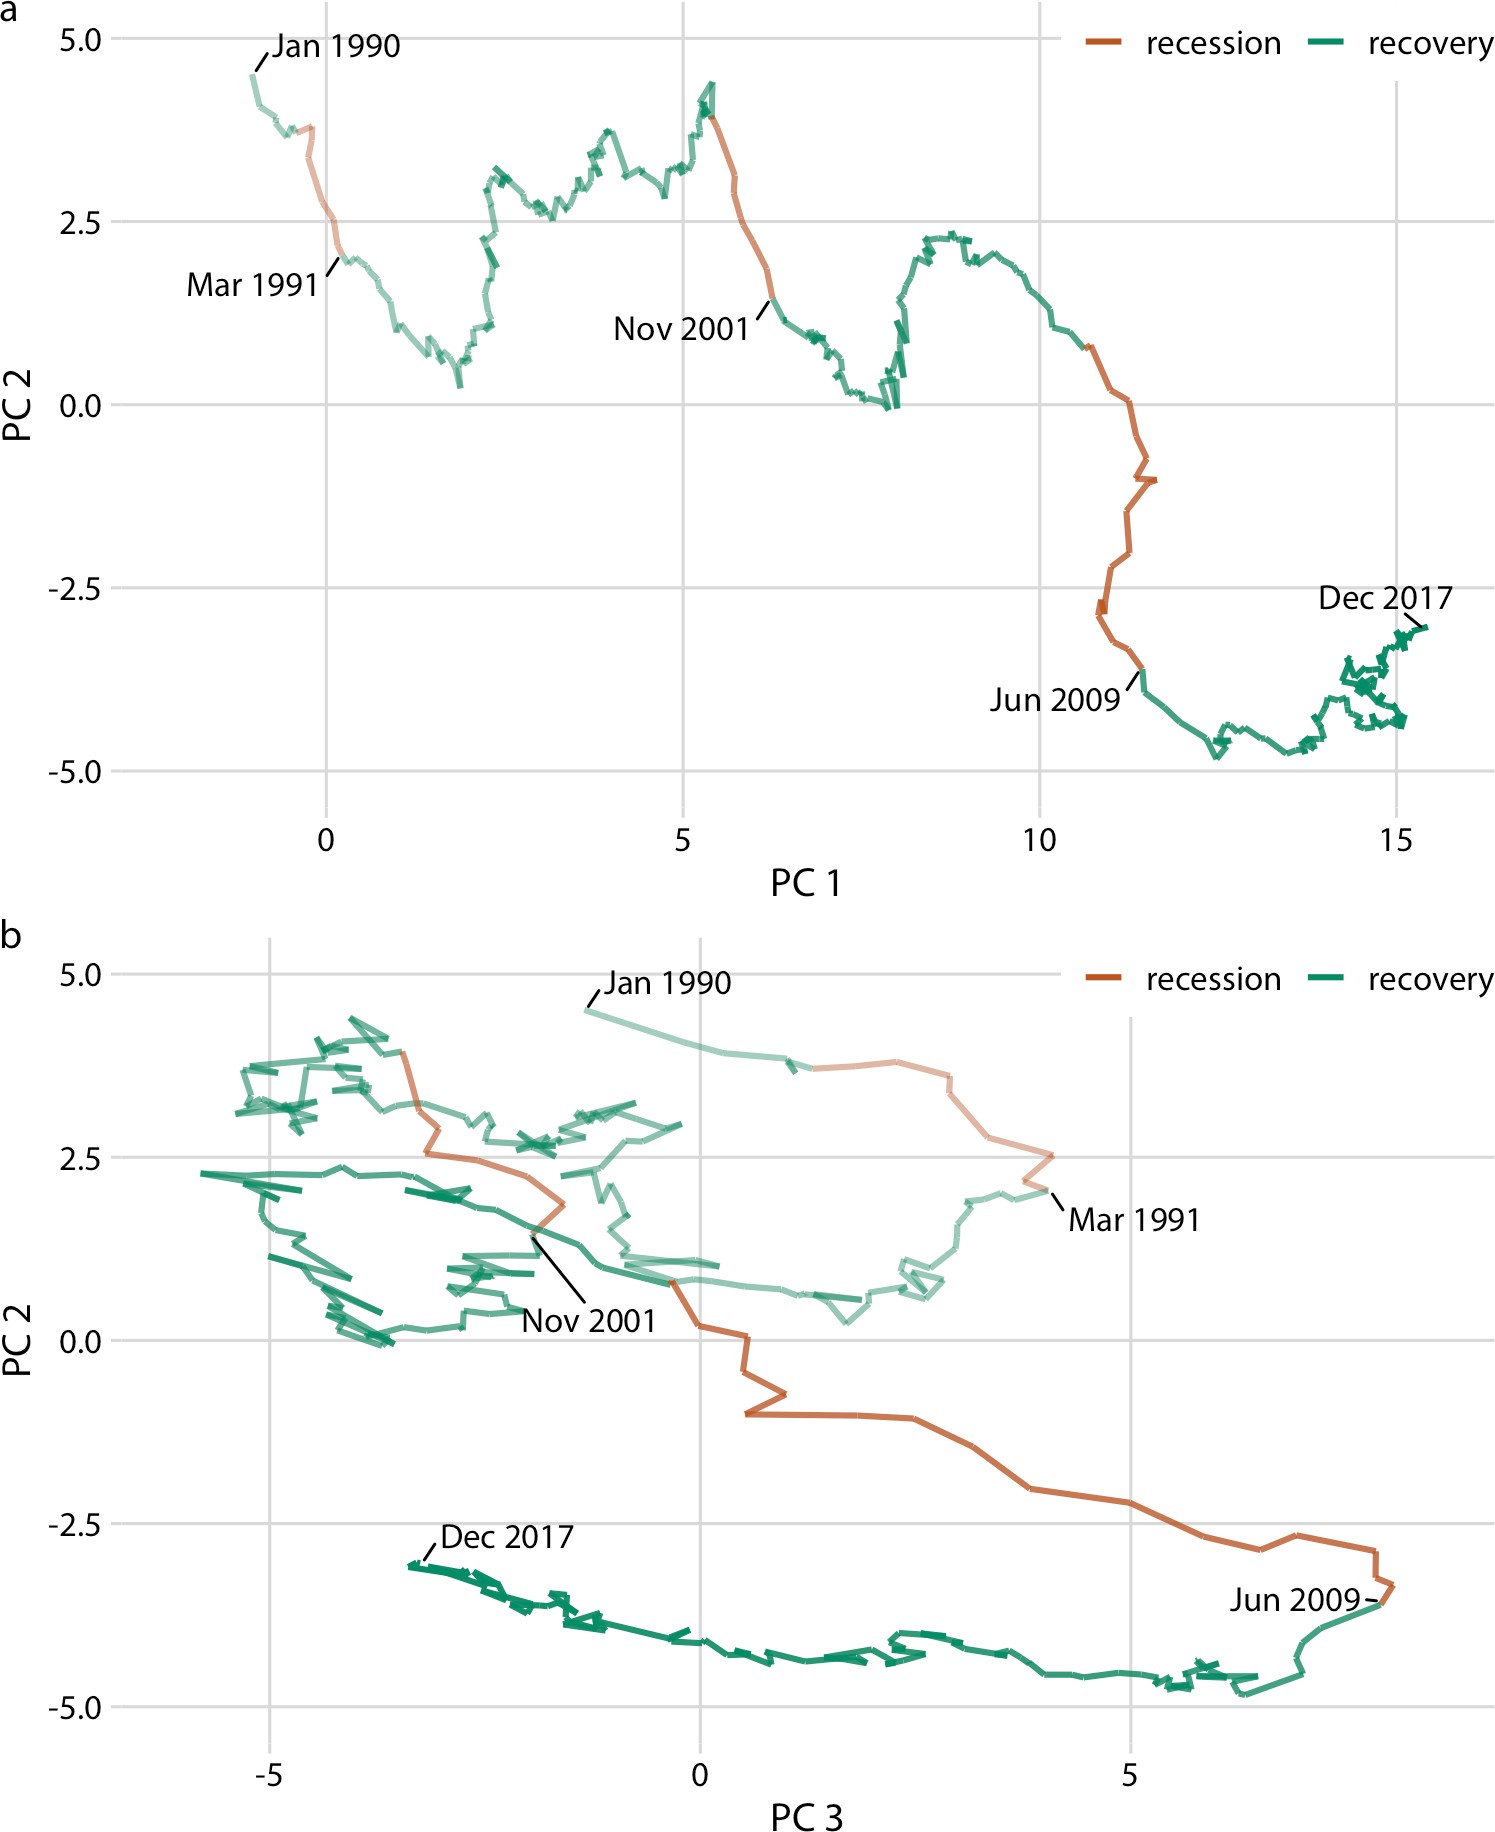 a
Jan 1990
recession recovery
5.0
2.5
Mar 1991
Nov 2001
0.0
PC 2
-2.5
Dec 2017
Jun 2009
-5.0
0 5 10 15
PC 1
b
5.0
Jan 1990
recession recovery
2.5
Mar 1991
Nov 2001
0.0
PC 2
-2.5
Dec 2017
Jun 2009
-5.0
-5 0 5
PC 3